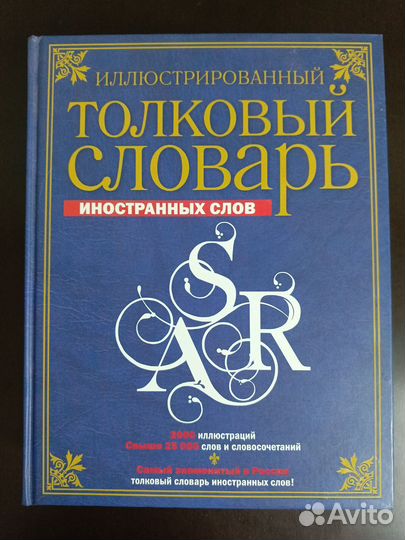 ИЛЛЮСТРИРОВАННЫЙ
ТОЛКОВЫЙ
СЛОВАРЬ
ИНОСТРАННЫХ СЛОВ
S
A R
2000 иллюстраций
Свыше 25 000 слов и словосочетаний
Самый знаменитый в России
толковый словарь иностранных слов!
Avito